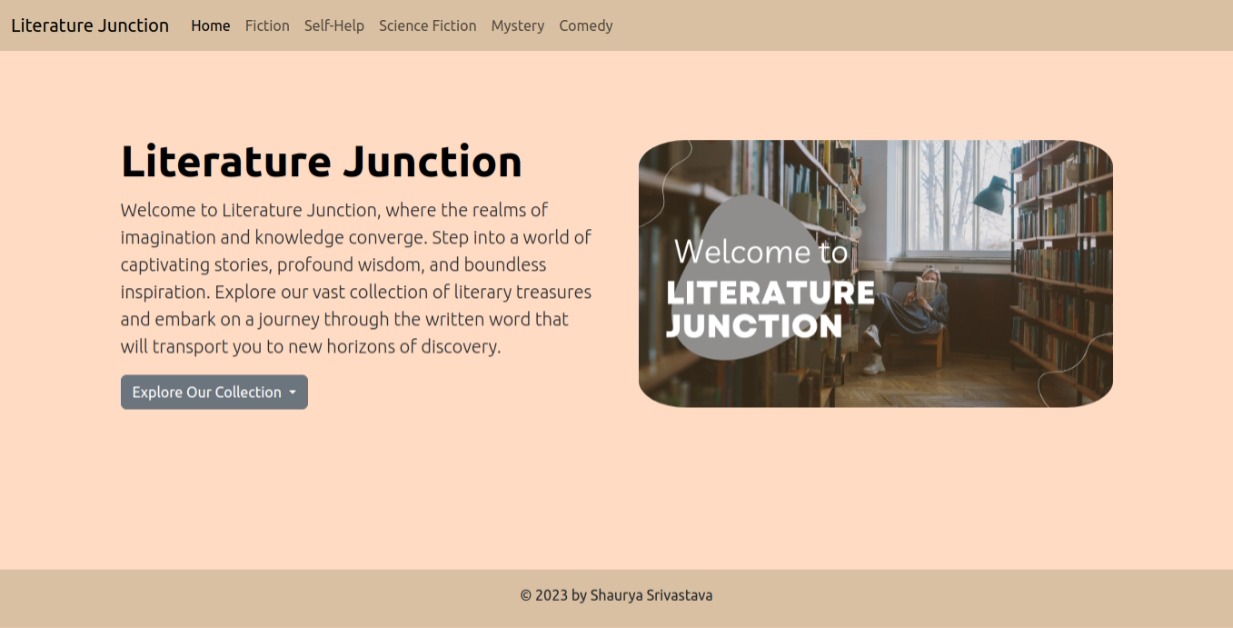 Literature Junction Home Fiction Self-Help Science Fiction Mystery Comedy
Literature Junction
Welcome to Literature Junction, where the realms of
imagination and knowledge converge. Step into a world of
captivating stories, profound wisdom, and boundless
inspiration. Explore our vast collection of literary treasures
and embark on a journey through the written word that
will transport you to new horizons of discovery.
Explore Our Collection
Welcome to
LITERATURE
JUNCTION
© 2023 by Shaurya Srivastava